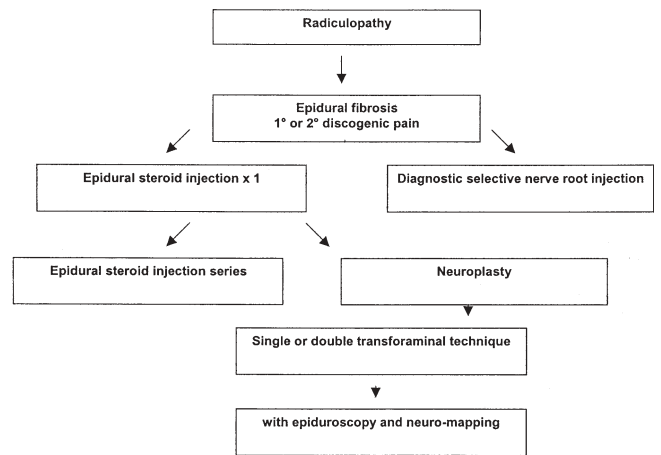 Radiculopathy
Epidural fibrosis
1° or 2° discogenic pain
Epidural steroid injection x 1
Diagnostic selective nerve root injection
Epidural steroid injection series
Neuroplasty
Single or double transforaminal technique
with epiduroscopy and neuro-mapping